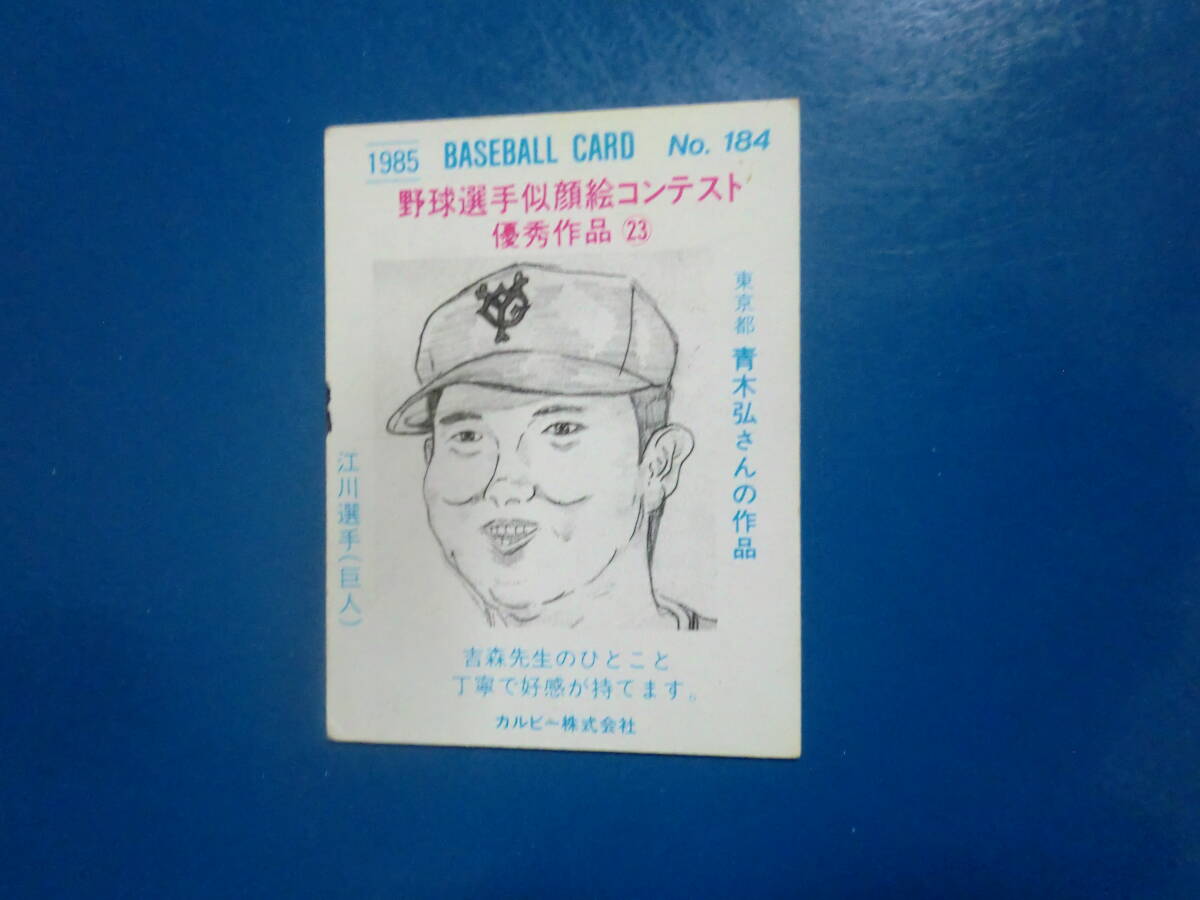 1985 BASEBALL CARD No. 184
野球選手似顔絵コンテスト
優秀作品㉓
東京都 青木弘さんの作品
江川選手(巨人)
吉森先生のひとこと
丁寧で好感が持てます。
カルビー株式会社